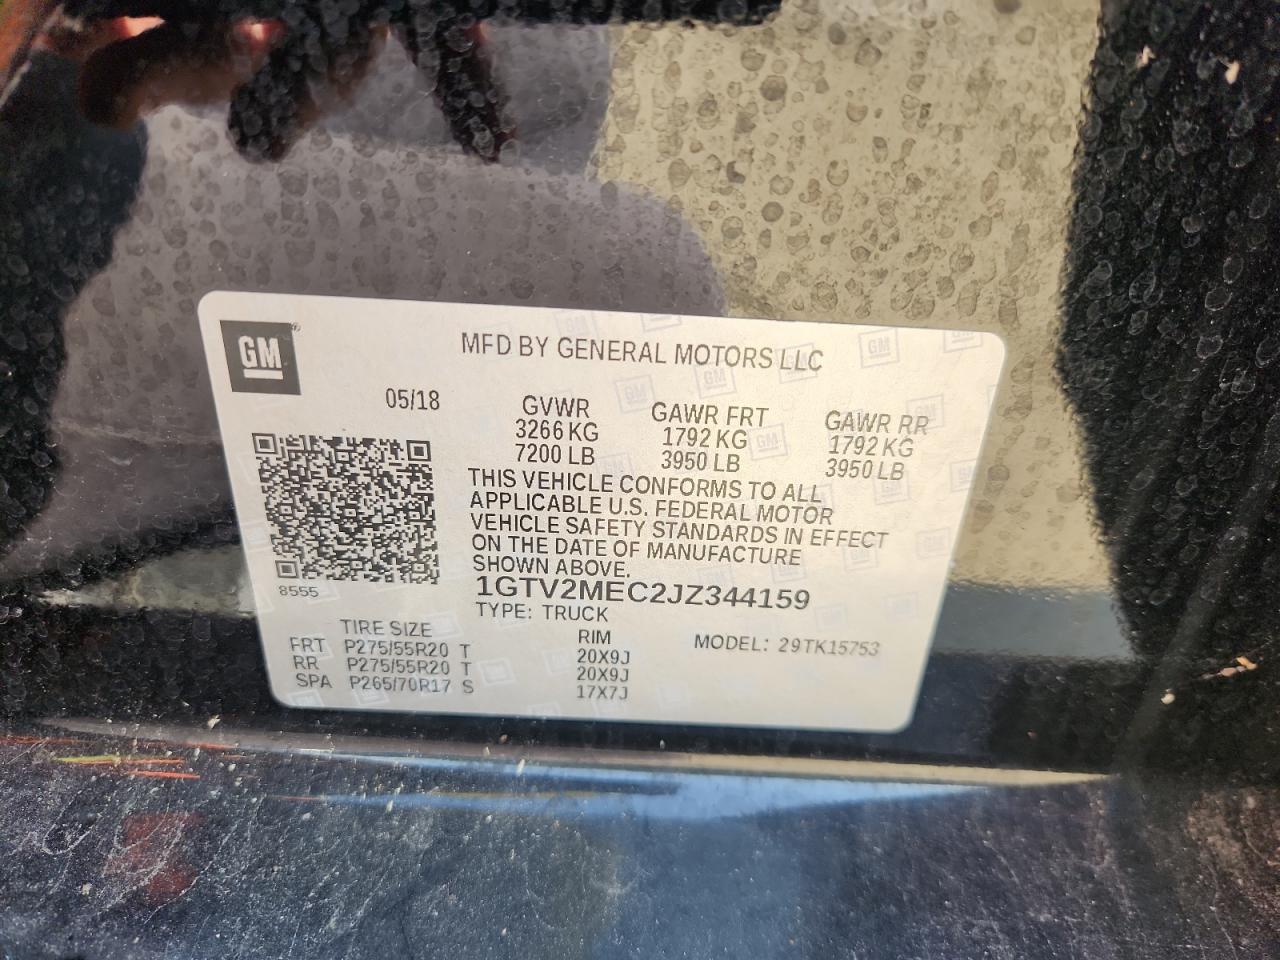 GM
MFD BY GENERAL MOTORS LLC
05/18
GVWR GAWR FRT GAWR RR
3266 KG 1792 KG 1792 KG
7200 LB 3950 LB 3950 LB
THIS VEHICLE CONFORMS TO ALL
APPLICABLE U.S. FEDERAL MOTOR
VEHICLE SAFETY STANDARDS IN EFFECT
ON THE DATE OF MANUFACTURE
SHOWN ABOVE.
8555
1GTV2MEC2JZ344159
TYPE: TRUCK
TIRE SIZE RIM MODEL: 29TK15753
FRT P275/55R20 T 20X9J
RR P275/55R20 T 20X9J
SPA P265/70R17 S 17X7J